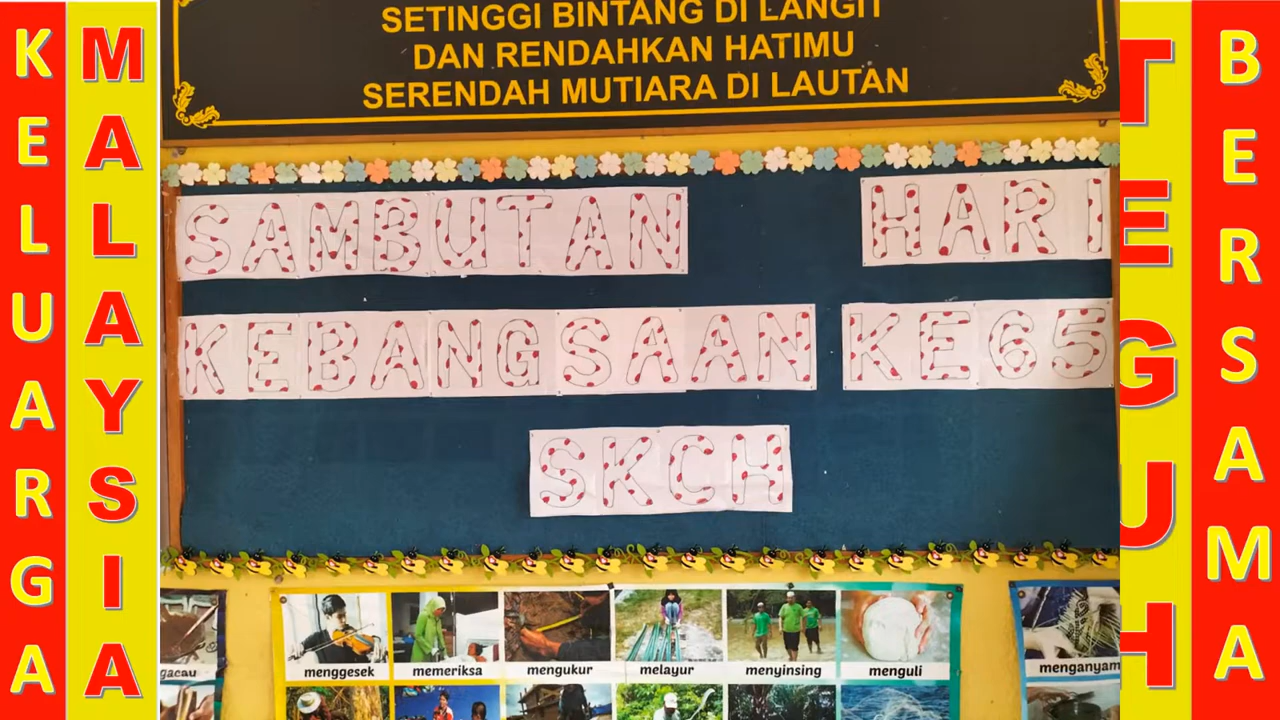 KELUARGA
MALAYSIA
SETINGGI BINTANG DI LANGIT
DAN RENDAHKAN HATIMU
SERENDAH MUTIARA DI LAUTAN
SAMBUTAN HARI
KEBANGSAAN KE65
SKCH
gacau
menggesek
memeriksa
mengukur
melayur
menyinsing
menguli
menganyam
TEGUH
BERSAMA